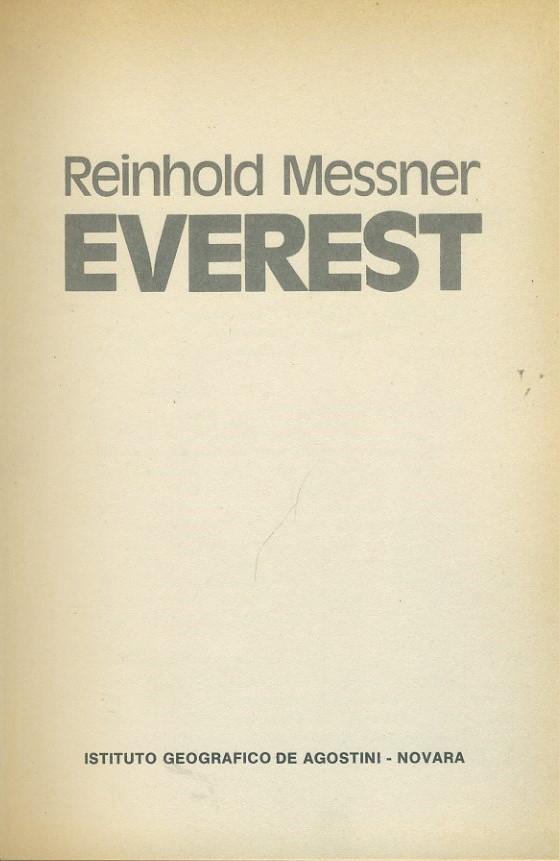 Reinhold Messner
EVEREST
ISTITUTO GEOGRAFICO DE AGOSTINI - NOVARA